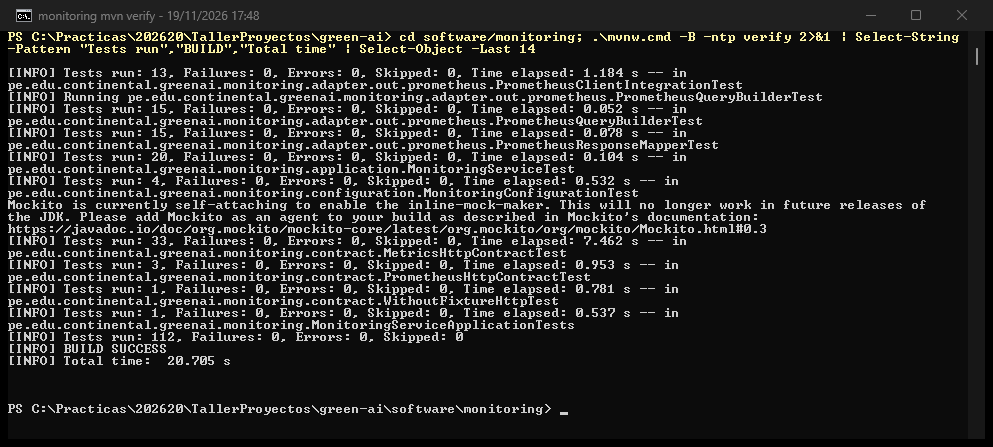 monitoring mvn verify - 19/11/2026 17:48
PS C:\Practicas\202620\TallerProyectos\green-ai> cd software/monitoring; .\mvnw.cmd -B -ntp verify 2>&1 | Select-String
-Pattern "Tests run","BUILD","Total time" | Select-Object -Last 14
[INFO] Tests run: 13, Failures: 0, Errors: 0, Skipped: 0, Time elapsed: 1.184 s -- in
pe.edu.continental.greenai.monitoring.adapter.out.prometheus.PrometheusClientIntegrationTest
[INFO] Running pe.edu.continental.greenai.monitoring.adapter.out.prometheus.PrometheusQueryBuilderTest
[INFO] Tests run: 15, Failures: 0, Errors: 0, Skipped: 0, Time elapsed: 0.052 s -- in
pe.edu.continental.greenai.monitoring.adapter.out.prometheus.PrometheusQueryBuilderTest
[INFO] Tests run: 15, Failures: 0, Errors: 0, Skipped: 0, Time elapsed: 0.078 s -- in
pe.edu.continental.greenai.monitoring.adapter.out.prometheus.PrometheusResponseMapperTest
[INFO] Tests run: 20, Failures: 0, Errors: 0, Skipped: 0, Time elapsed: 0.104 s -- in
pe.edu.continental.greenai.monitoring.application.MonitoringServiceTest
[INFO] Tests run: 4, Failures: 0, Errors: 0, Skipped: 0, Time elapsed: 0.532 s -- in
pe.edu.continental.greenai.monitoring.configuration.MonitoringConfigurationTest
Mockito is currently self-attaching to enable the inline-mock-maker. This will no longer work in future releases of
the JDK. Please add Mockito as an agent to your build as described in Mockito's documentation:
https://javadoc.io/doc/org.mockito/mockito-core/latest/org.mockito/org/mockito/Mockito.html#0.3
[INFO] Tests run: 33, Failures: 0, Errors: 0, Skipped: 0, Time elapsed: 7.462 s -- in
pe.edu.continental.greenai.monitoring.contract.MetricsHttpContractTest
[INFO] Tests run: 3, Failures: 0, Errors: 0, Skipped: 0, Time elapsed: 0.953 s -- in
pe.edu.continental.greenai.monitoring.contract.PrometheusHttpContractTest
[INFO] Tests run: 1, Failures: 0, Errors: 0, Skipped: 0, Time elapsed: 0.781 s -- in
pe.edu.continental.greenai.monitoring.contract.WithoutFixtureHttpTest
[INFO] Tests run: 1, Failures: 0, Errors: 0, Skipped: 0, Time elapsed: 0.537 s -- in
pe.edu.continental.greenai.monitoring.MonitoringServiceApplicationTests
[INFO] Tests run: 112, Failures: 0, Errors: 0, Skipped: 0
[INFO] BUILD SUCCESS
[INFO] Total time:  20.705 s
PS C:\Practicas\202620\TallerProyectos\green-ai\software\monitoring> _